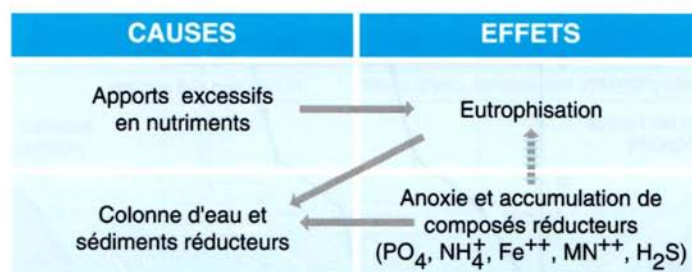 CAUSES
EFFETS
Apports excessifs
en nutriments
Eutrophisation
Colonne d'eau et
sédiments réducteurs
Anoxie et accumulation de
composés réducteurs
(PO₄, NH₄⁺, Fe⁺⁺, MN⁺⁺, H₂S)